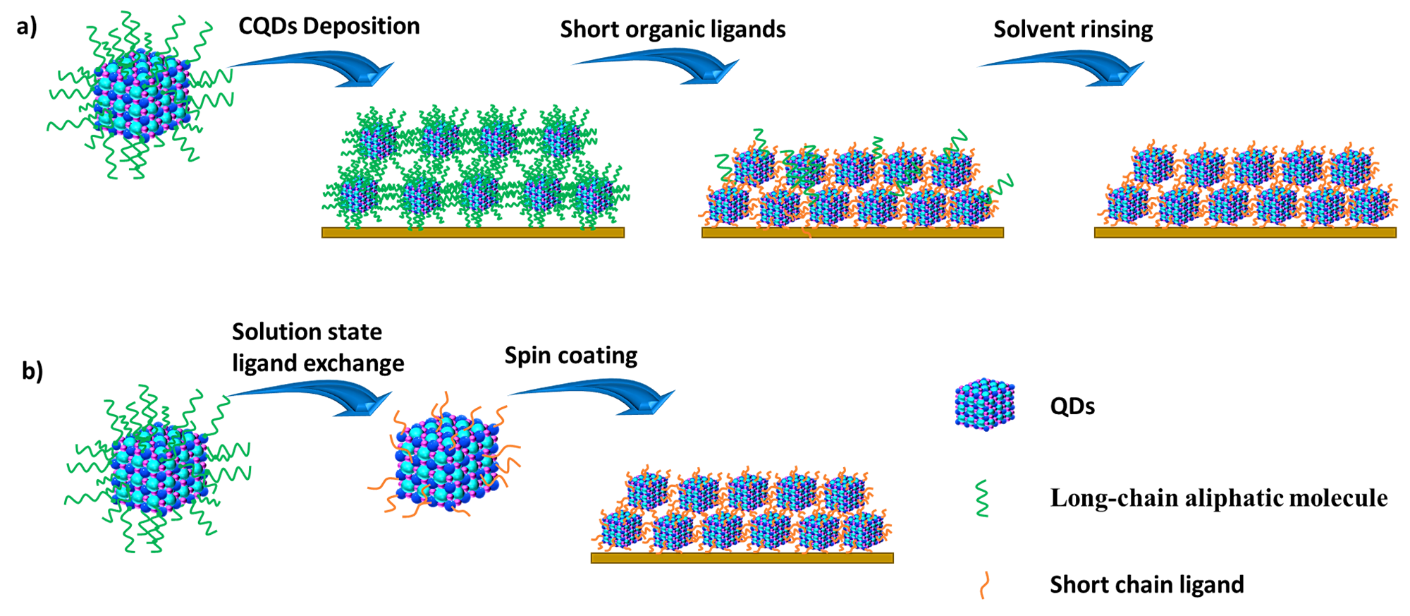 a)
CQDs Deposition
Short organic ligands
Solvent rinsing
b)
Solution state
ligand exchange
Spin coating
QDs
Long-chain aliphatic molecule
Short chain ligand